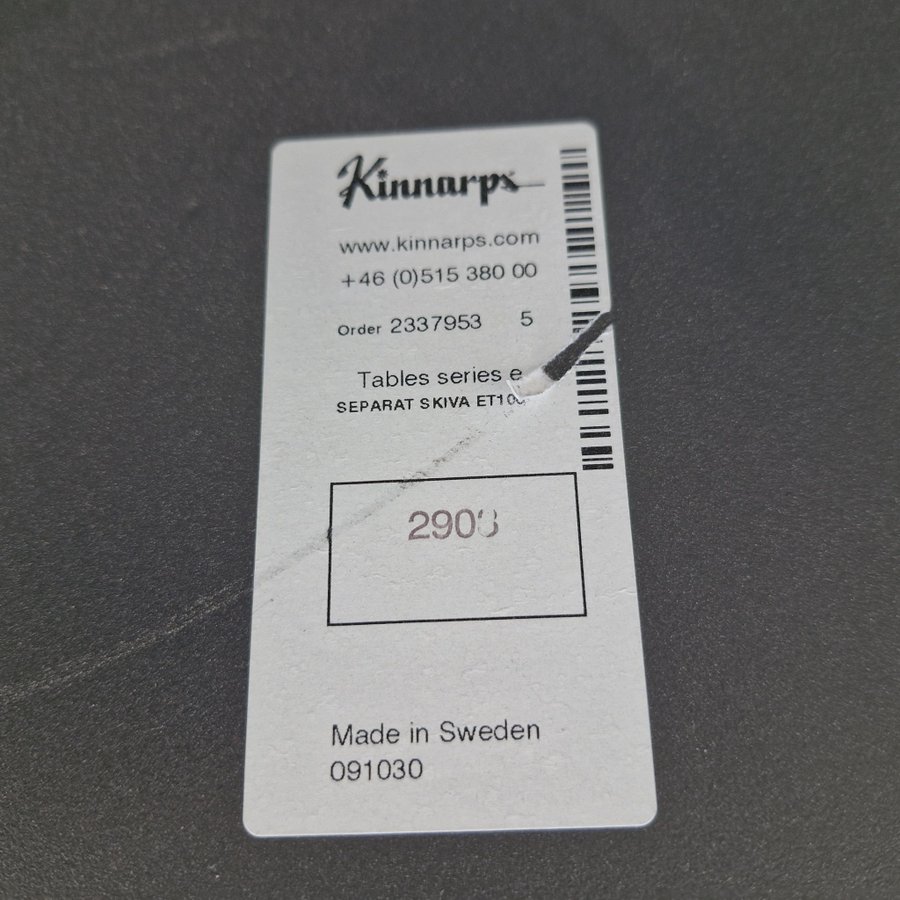 Kinnarps
www.kinnarps.com
+46 (0)515 380 00
Order 2337953 5
Tables series e
SEPARAT SKIVA
Made in Sweden
091030